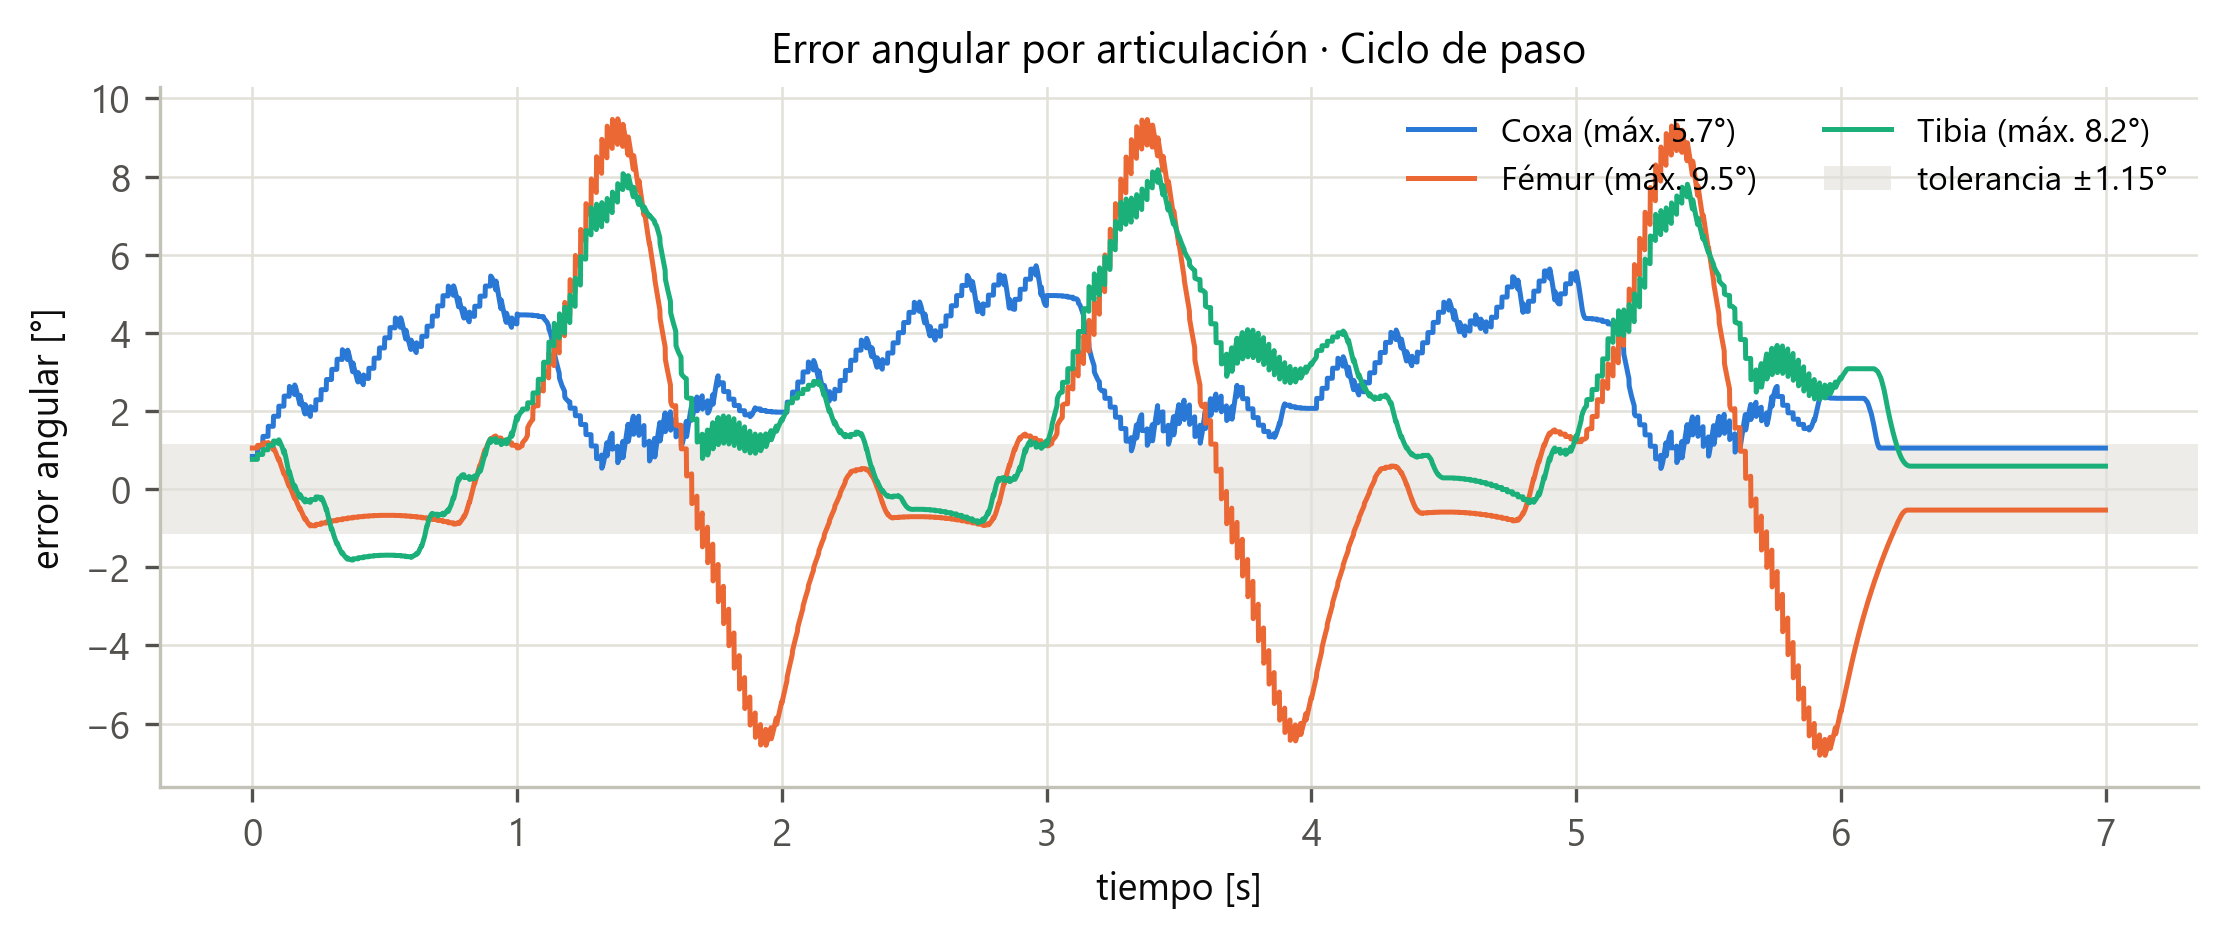 Error angular por articulación · Ciclo de paso
10
8
6
4
2
0
−2
−4
−6
error angular [°]
Coxa (máx. 5.7°)
Fémur (máx. 9.5°)
Tibia (máx. 8.2°)
tolerancia ±1.15°
0 1 2 3 4 5 6 7
tiempo [s]